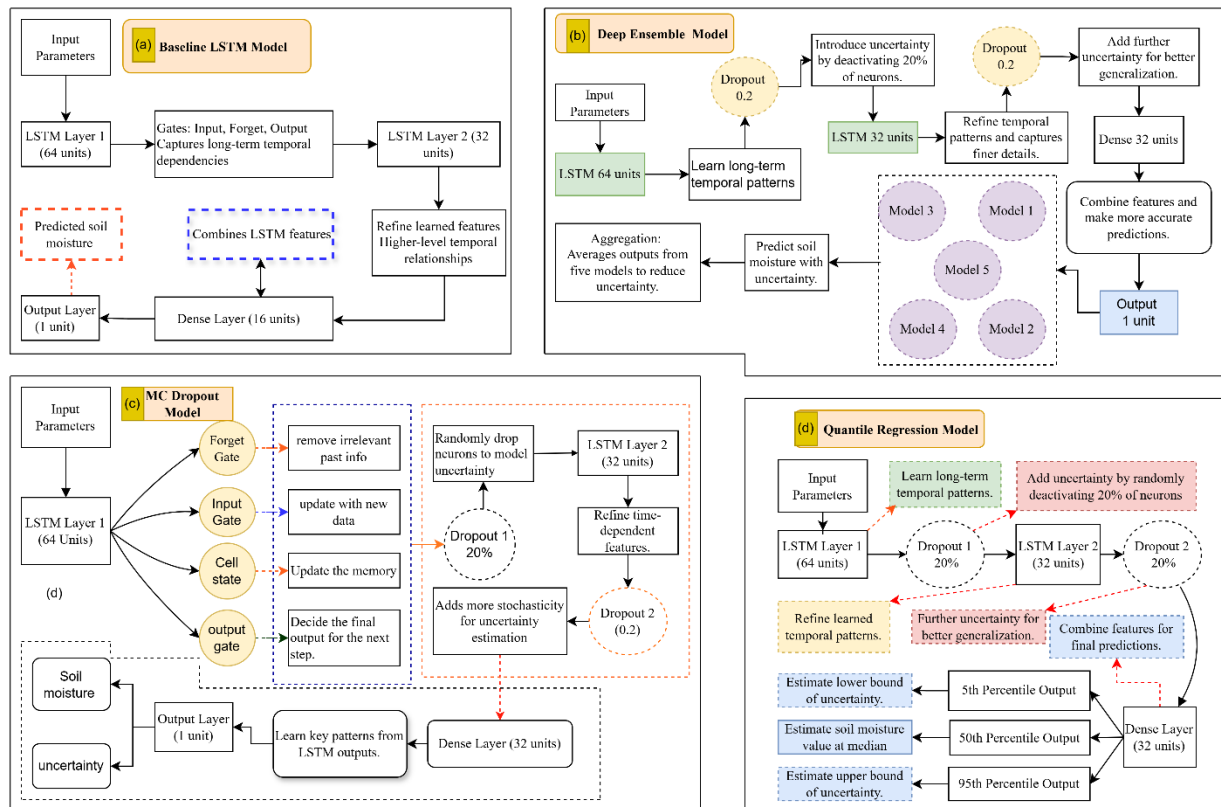 (a) Baseline LSTM Model
Input
Parameters
LSTM Layer 1
(64 units)
Gates: Input, Forget, Output
Captures long-term temporal
dependencies
LSTM Layer 2 (32
units)
Refine learned features
Higher-level temporal
relationships
Predicted soil
moisture
Combines LSTM features
Output Layer
(1 unit)
Dense Layer (16 units)
(b) Deep Ensemble Model
Input
Parameters
LSTM 64 units
Learn long-term
temporal patterns
Dropout
0.2
Introduce uncertainty
by deactivating 20%
of neurons.
LSTM 32 units
Refine temporal
patterns and captures
finer details.
Dropout
0.2
Add further
uncertainty for better
generalization.
Dense 32 units
Combine features and
make more accurate
predictions.
Output
1 unit
Model 3
Model 1
Model 5
Model 4
Model 2
Predict soil
moisture with
uncertainty.
Aggregation:
Averages outputs from
five models to reduce
uncertainty.
(c) MC Dropout
Model
Input
Parameters
LSTM Layer 1
(64 Units)
(d)
Forget
Gate
Input
Gate
Cell
state
output
gate
remove irrelevant
past info
update with new
data
Update the memory
Decide the final
output for the next
step.
Randomly drop
neurons to model
uncertainty
Dropout 1
20%
LSTM Layer 2
(32 units)
Refine time-
dependent
features.
Dropout 2
(0.2)
Adds more stochasticity
for uncertainty
estimation
Dense Layer (32 units)
Learn key patterns from
LSTM outputs.
Output Layer
(1 unit)
Soil
moisture
uncertainty
(d) Quantile Regression Model
Input
Parameters
Learn long-term
temporal patterns.
Add uncertainty by randomly
deactivating 20% of neurons
LSTM Layer 1
(64 units)
Dropout 1
20%
LSTM Layer 2
(32 units)
Dropout 2
20%
Refine learned
temporal patterns.
Further uncertainty for
better generalization.
Combine features for
final predictions.
Estimate lower bound
of uncertainty.
5th Percentile Output
Estimate soil moisture
value at median
50th Percentile Output
Estimate upper bound
of uncertainty.
95th Percentile Output
Dense Layer
(32 units)